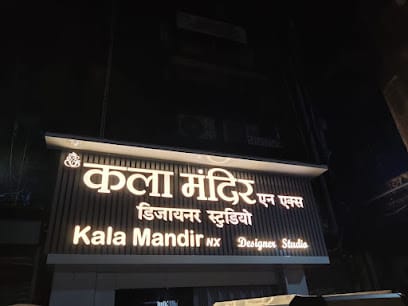 कला मंदिर एन एक्स
डिजायनर स्टुडियो
Kala Mandir NX Designer Studio